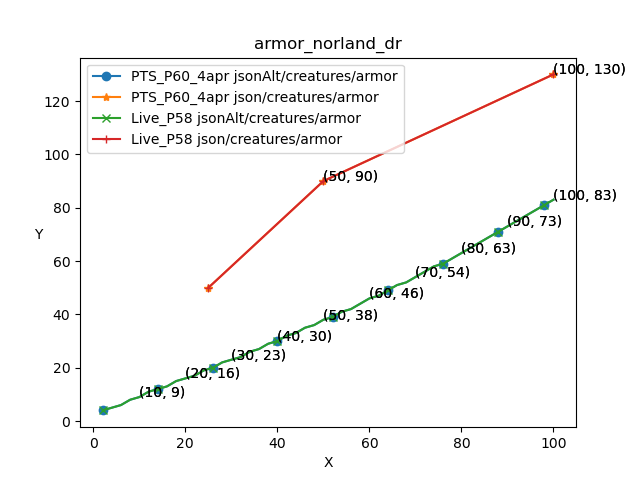 armor_norland_dr
PTS_P60_4apr jsonAlt/creatures/armor
PTS_P60_4apr json/creatures/armor
Live_P58 jsonAlt/creatures/armor
Live_P58 json/creatures/armor
(100, 130)
(50, 90)
(100, 83)
(90, 73)
(80, 63)
(70, 54)
(60, 46)
(50, 38)
(40, 30)
(30, 23)
(20, 16)
(10, 9)
120
100
80
60
40
20
0
Y
0 20 40 60 80 100
X